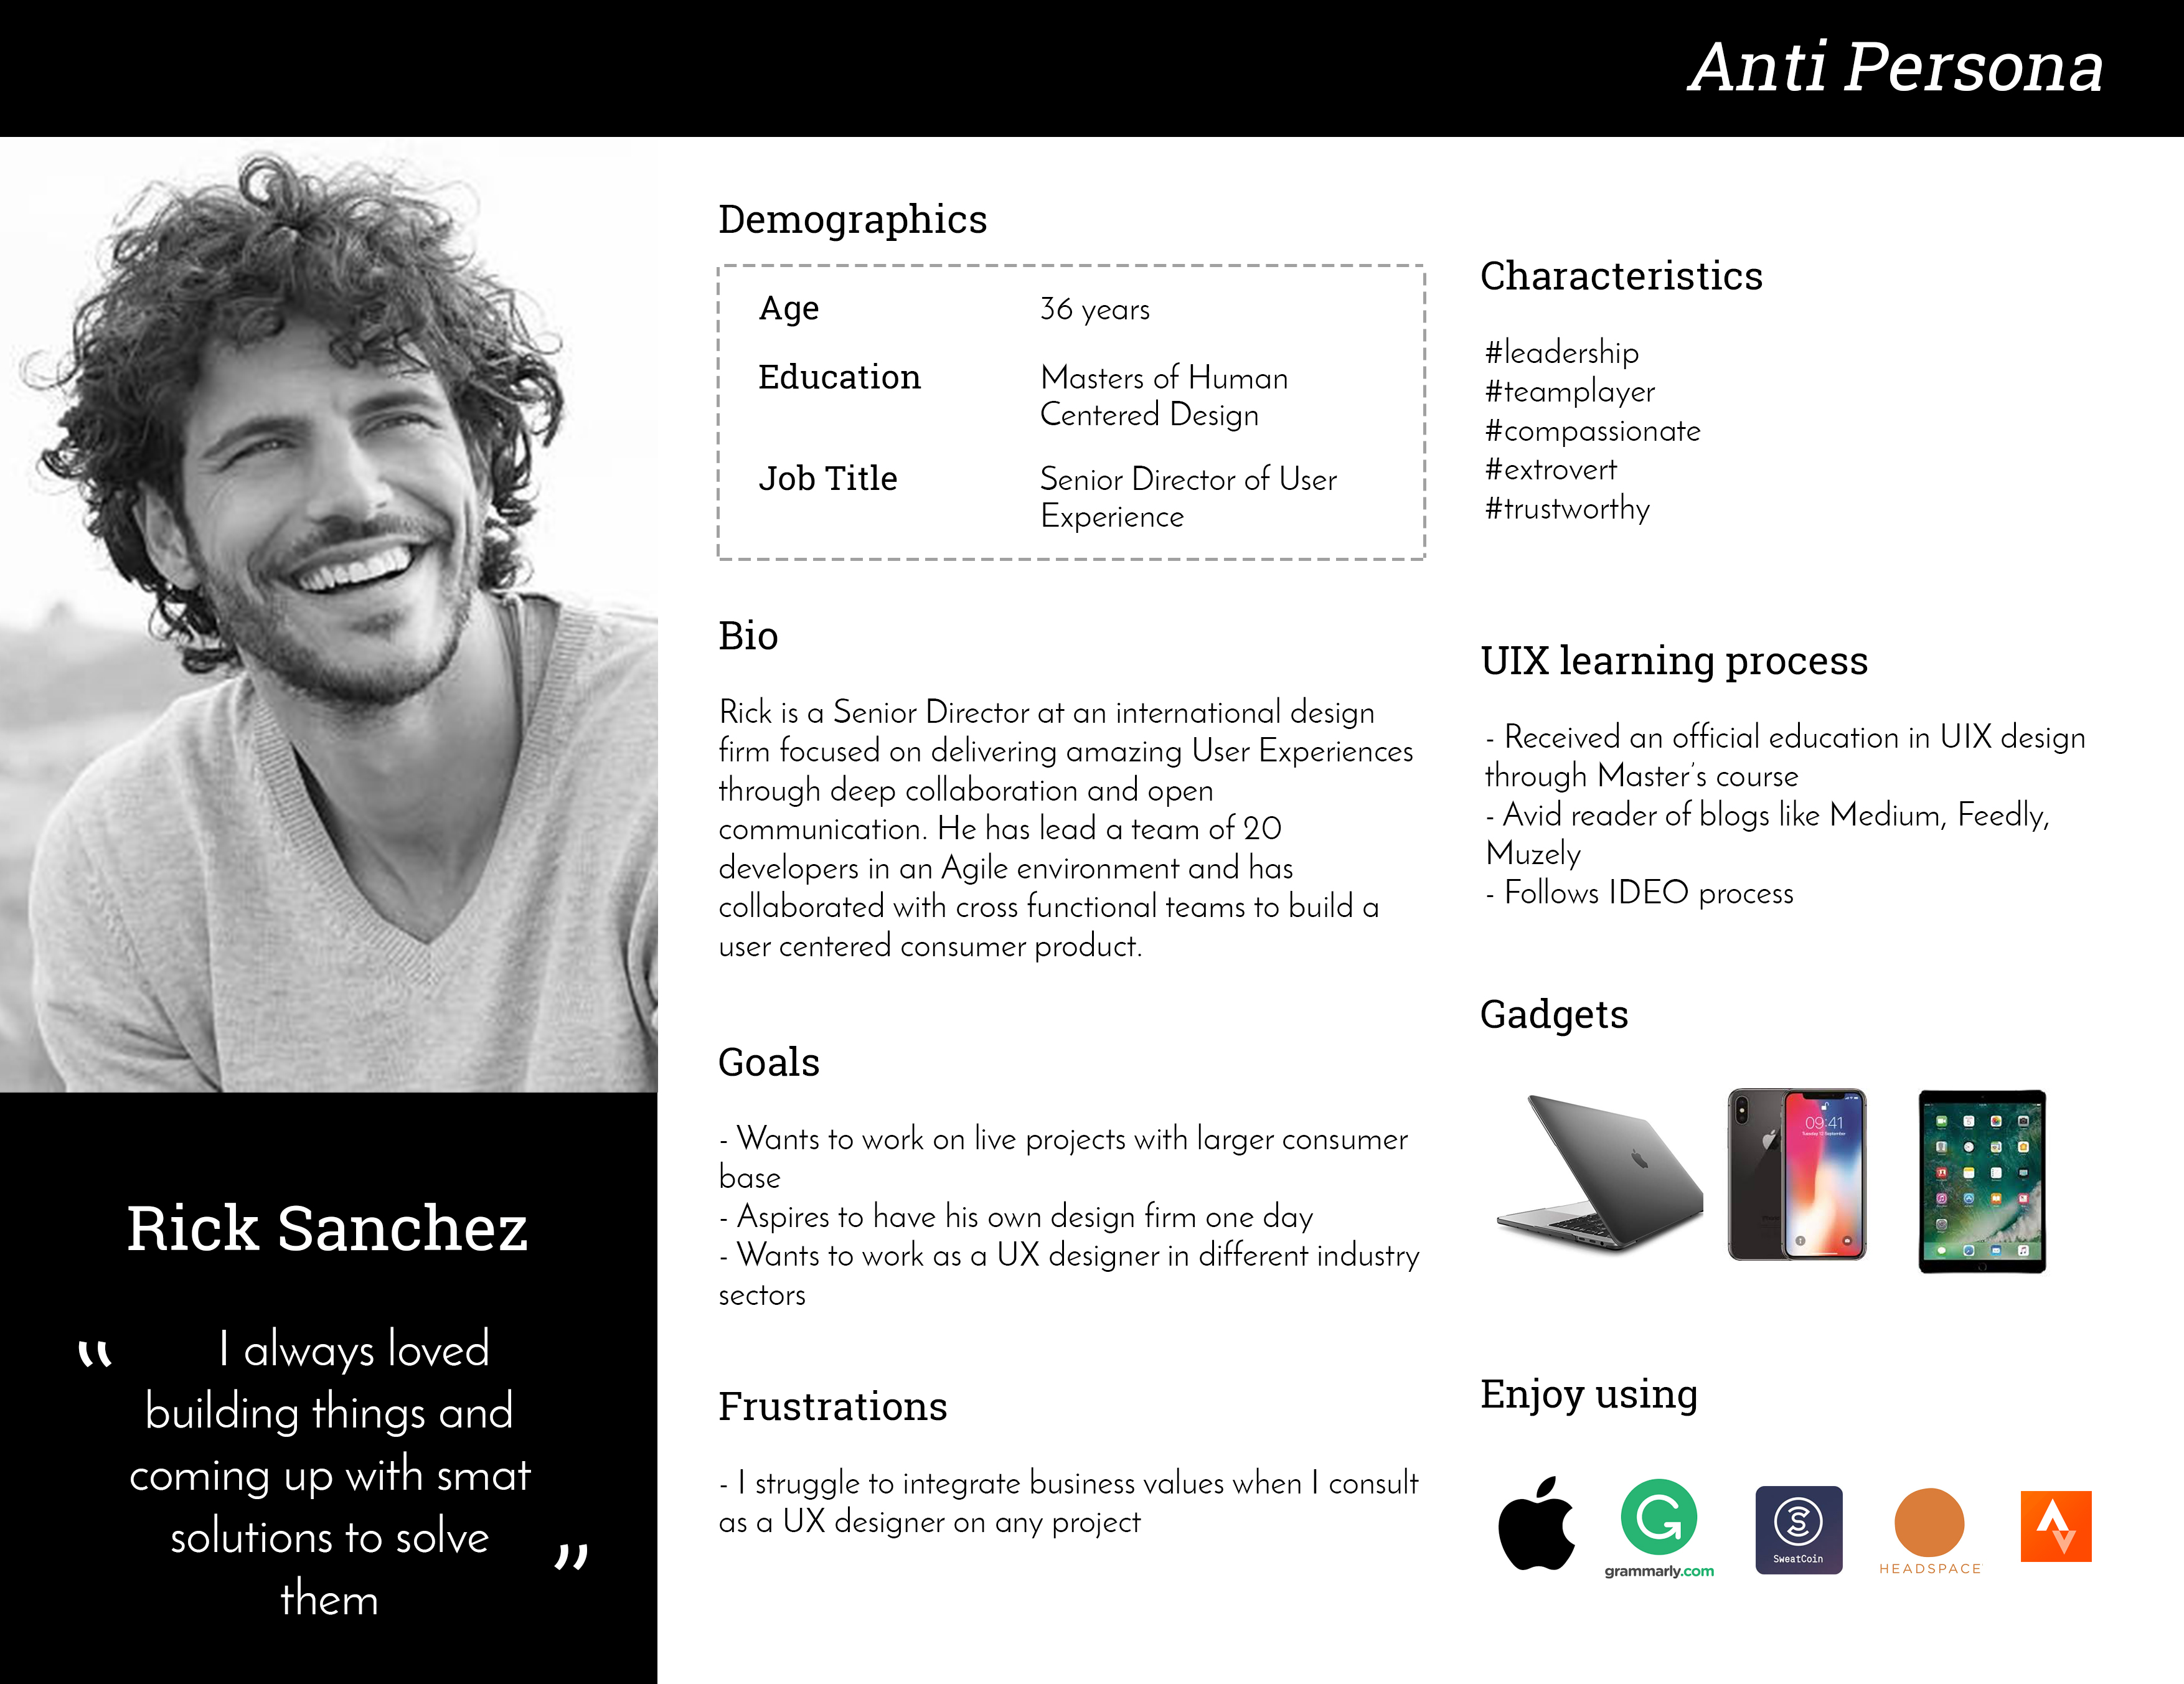 Anti Persona
Rick Sanchez
“ I always loved
building things and
coming up with smat
solutions to solve
them ”
Demographics
Age 36 years
Education Masters of Human
Centered Design
Job Title Senior Director of User
Experience
Bio
Rick is a Senior Director at an international design
firm focused on delivering amazing User Experiences
through deep collaboration and open
communication. He has lead a team of 20
developers in an Agile environment and has
collaborated with cross functional teams to build a
user centered consumer product.
Goals
- Wants to work on live projects with larger consumer
base
- Aspires to have his own design firm one day
- Wants to work as a UX designer in different industry
sectors
Frustrations
- I struggle to integrate business values when I consult
as a UX designer on any project
Characteristics
#leadership
#teamplayer
#compassionate
#extrovert
#trustworthy
UIX learning process
- Received an official education in UIX design
through Master's course
- Avid reader of blogs like Medium, Feedly,
Muzely
- Follows IDEO process
Gadgets
09:41
Tuesday 12 September
Enjoy using
grammarly.com
SweatCoin
HEADSPACE